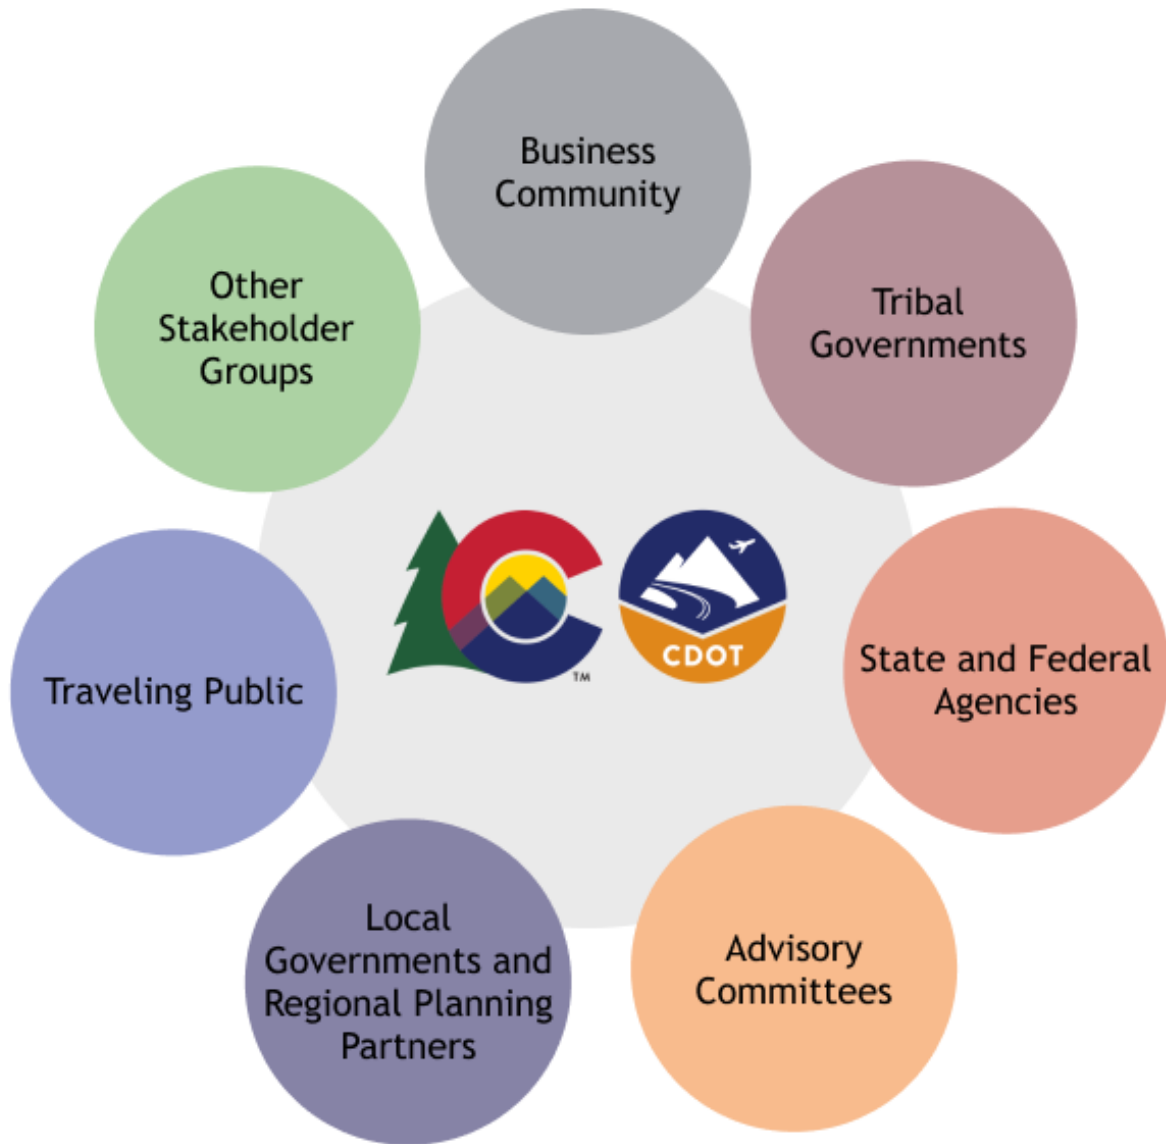 Business
Community
Tribal
Governments
State and Federal
Agencies
Advisory
Committees
Local
Governments and
Regional Planning
Partners
Traveling Public
Other
Stakeholder
Groups
TM
CDOT